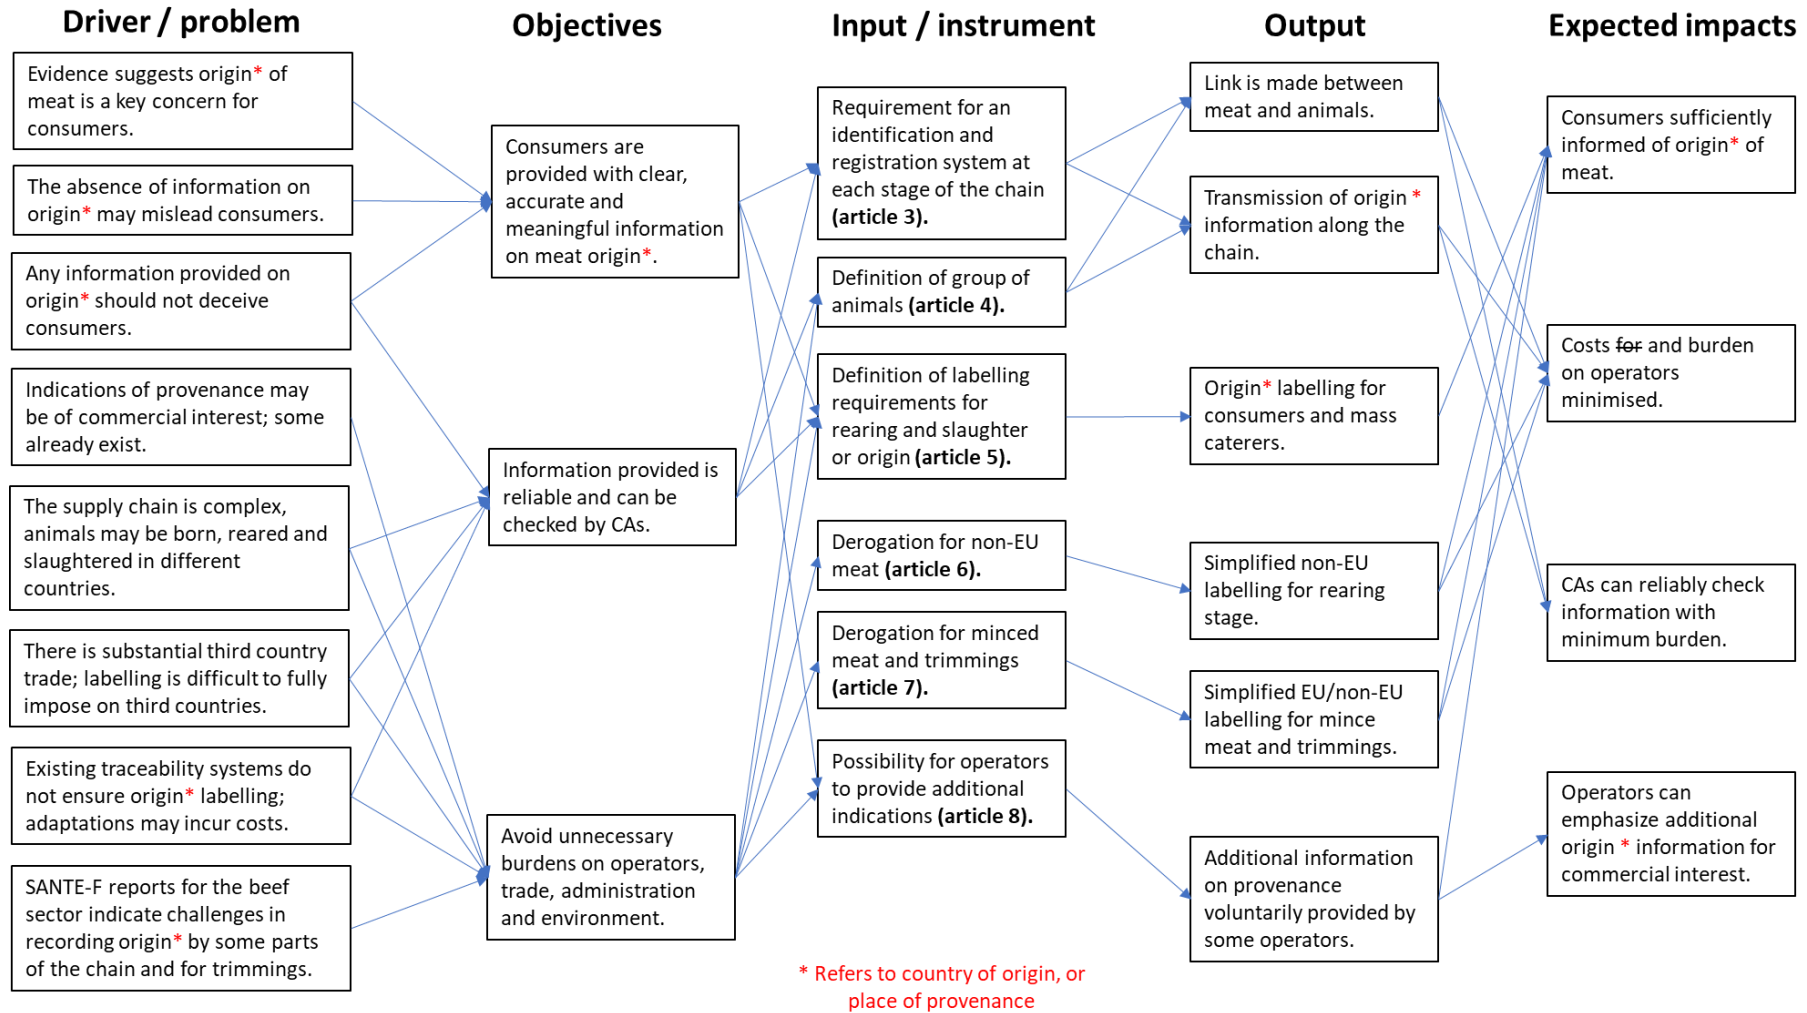 Driver / problem
Objectives
Input / instrument
Output
Expected impacts
Evidence suggests origin* of
meat is a key concern for
consumers.
The absence of information on
origin* may mislead consumers.
Any information provided on
origin* should not deceive
consumers.
Indications of provenance may
be of commercial interest; some
already exist.
The supply chain is complex,
animals may be born, reared and
slaughtered in different
countries.
There is substantial third country
trade; labelling is difficult to fully
impose on third countries.
Existing traceability systems do
not ensure origin* labelling;
adaptations may incur costs.
SANTE-F reports for the beef
sector indicate challenges in
recording origin* by some parts
of the chain and for trimmings.
Consumers are
provided with clear,
accurate and
meaningful information
on meat origin*.
Information provided is
reliable and can be
checked by CAs.
Avoid unnecessary
burdens on operators,
trade, administration
and environment.
Requirement for an
identification and
registration system at
each stage of the chain
(article 3).
Definition of group of
animals (article 4).
Definition of labelling
requirements for
rearing and slaughter
or origin (article 5).
Derogation for non-EU
meat (article 6).
Derogation for minced
meat and trimmings
(article 7).
Possibility for operators
to provide additional
indications (article 8).
Link is made between
meat and animals.
Transmission of origin *
information along the
chain.
Origin* labelling for
consumers and mass
caterers.
Simplified non-EU
labelling for rearing
stage.
Simplified EU/non-EU
labelling for mince
meat and trimmings.
Additional information
on provenance
voluntarily provided by
some operators.
Consumers sufficiently
informed of origin* of
meat.
Costs for and burden
on operators
minimised.
CAs can reliably check
information with
minimum burden.
Operators can
emphasize additional
origin * information for
commercial interest.
* Refers to country of origin, or
place of provenance